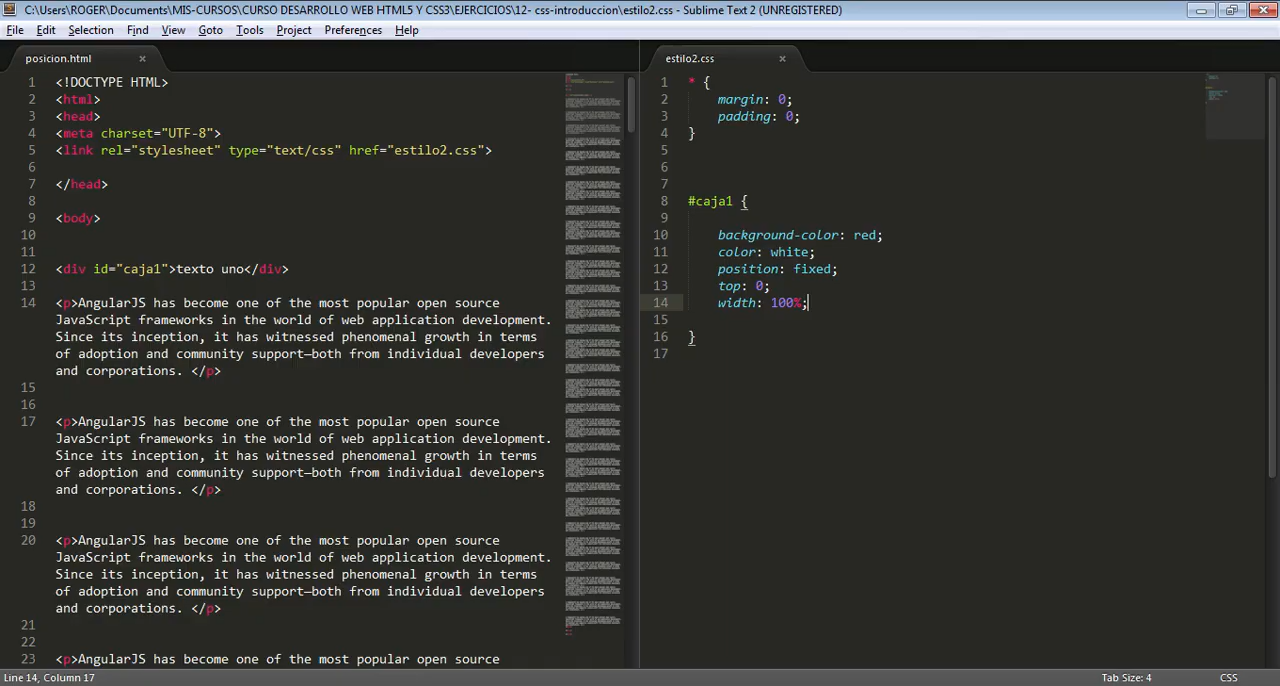 C:\Users\ROGER\Documents\MIS-CURSOS\CURSO DESARROLLO WEB HTML5 Y CSS3\EJERCICIOS\12- css-introduccion\estilo2.css - Sublime Text 2 (UNREGISTERED)
File Edit Selection Find View Goto Tools Project Preferences Help
posicion.html
1 <!DOCTYPE HTML>
2 <html>
3 <head>
4 <meta charset="UTF-8">
5 <link rel="stylesheet" type="text/css" href="estilo2.css">
6
7 </head>
8
9 <body>
10
11
12 <div id="caja1">texto uno</div>
13
14 <p>AngularJS has become one of the most popular open source
JavaScript frameworks in the world of web application development.
Since its inception, it has witnessed phenomenal growth in terms
of adoption and community support—both from individual developers
and corporations. </p>
15
16
17 <p>AngularJS has become one of the most popular open source
JavaScript frameworks in the world of web application development.
Since its inception, it has witnessed phenomenal growth in terms
of adoption and community support—both from individual developers
and corporations. </p>
18
19
20 <p>AngularJS has become one of the most popular open source
JavaScript frameworks in the world of web application development.
Since its inception, it has witnessed phenomenal growth in terms
of adoption and community support—both from individual developers
and corporations. </p>
21
22
23 <p>AngularJS has become one of the most popular open source
estilo2.css
1 * {
2 margin: 0;
3 padding: 0;
4 }
5
6
7
8 #caja1 {
9
10 background-color: red;
11 color: white;
12 position: fixed;
13 top: 0;
14 width: 100%;
15
16 }
17
Line 14, Column 17
Tab Size: 4
CSS